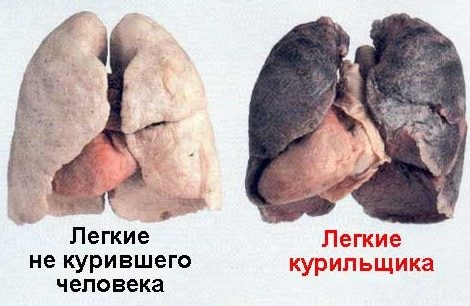 Легкие
не курившего
человека
Легкие
курильщика